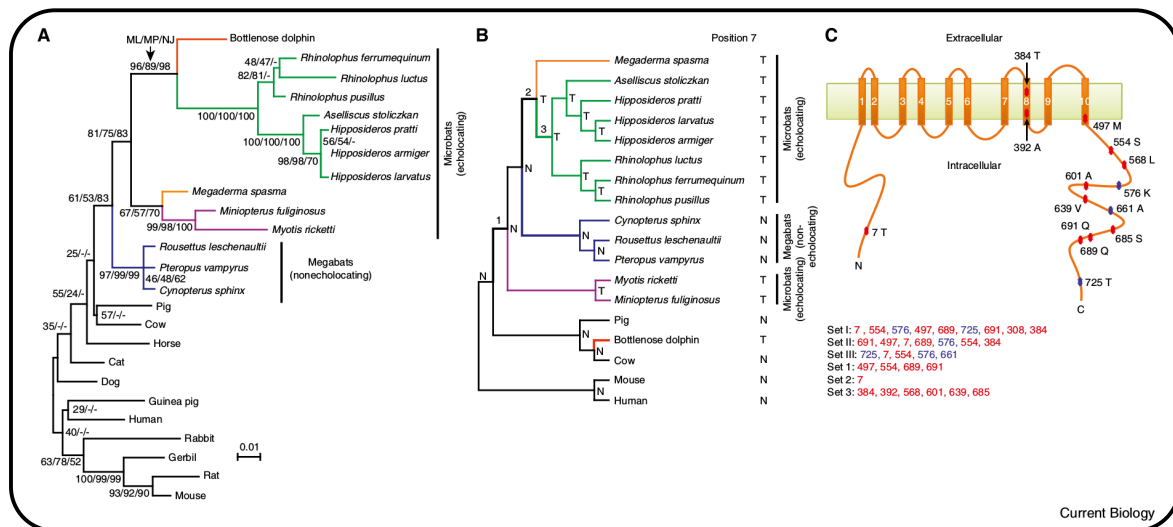 A
ML/MP/NJ
96/89/98
Bottlenose dolphin
48/47/-
Rhinolophus ferrumequinum
82/81/-
Rhinolophus luctus
Rhinolophus pusillus
100/100/100
Aselliscus stoliczkan
100/100/100
Hipposideros pratti
56/54/-
Hipposideros armiger
98/98/70
Hipposideros larvatus
Microbats
(echolocating)
81/75/83
Megaderma spasma
61/53/83
67/57/70
Miniopterus fuliginosus
99/98/100
Myotis ricketti
Rousettus leschenaultii
25/-/-
Pteropus vampyrus
97/99/99
46/48/62
Cynopterus sphinx
Megabats
(nonecholocating)
55/24/-
Pig
57/-/-
Cow
35/-/-
Horse
Cat
Dog
Guinea pig
29/-/-
Human
40/-/-
Rabbit
63/78/52
Gerbil
0.01
100/99/99
Rat
93/92/90
Mouse
B
Position 7
Megaderma spasma T
2
T
Aselliscus stoliczkan T
T
Hipposideros pratti T
T
Hipposideros larvatus T
3
T
Hipposideros armiger T
Rhinolophus luctus T
T
Rhinolophus ferrumequinum T
T
Rhinolophus pusillus T
Microbats
(echolocating)
N
Cynopterus sphinx N
1
N
Rousettus leschenaultii N
N
Pteropus vampyrus N
Megabats
(non-
echolocating)
N
Myotis ricketti T
T
Miniopterus fuliginosus T
Microbats
(echolocating)
Pig N
N
Bottlenose dolphin T
N
Cow N
Mouse N
N
Human N
C
Extracellular
384 T
1 2 3 4 5 6 7 8 9 10
392 A
497 M
Intracellular
554 S
568 L
601 A
576 K
639 V
661 A
691 Q
685 S
689 Q
7 T
N
725 T
C
Set I: 7 , 554, 576, 497, 689, 725, 691, 308, 384
Set II: 691, 497, 7, 689, 576, 554, 384
Set III: 725, 7, 554, 576, 661
Set 1: 497, 554, 689, 691
Set 2: 7
Set 3: 384, 392, 568, 601, 639, 685
Current Biology